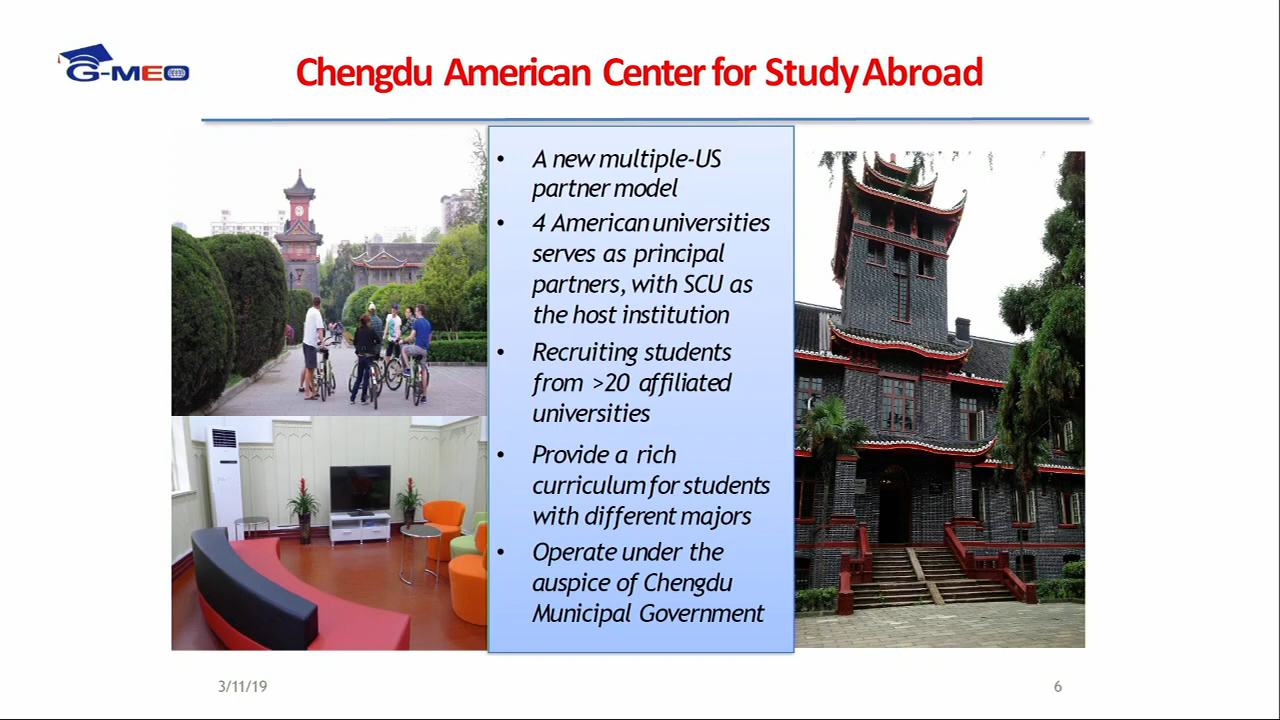 G-MEO
Chengdu American Center for Study Abroad
• A new multiple-US
partner model
• 4 American universities
serves as principal
partners, with SCU as
the host institution
• Recruiting students
from >20 affiliated
universities
• Provide a rich
curriculum for students
with different majors
• Operate under the
auspice of Chengdu
Municipal Government
3/11/19
6